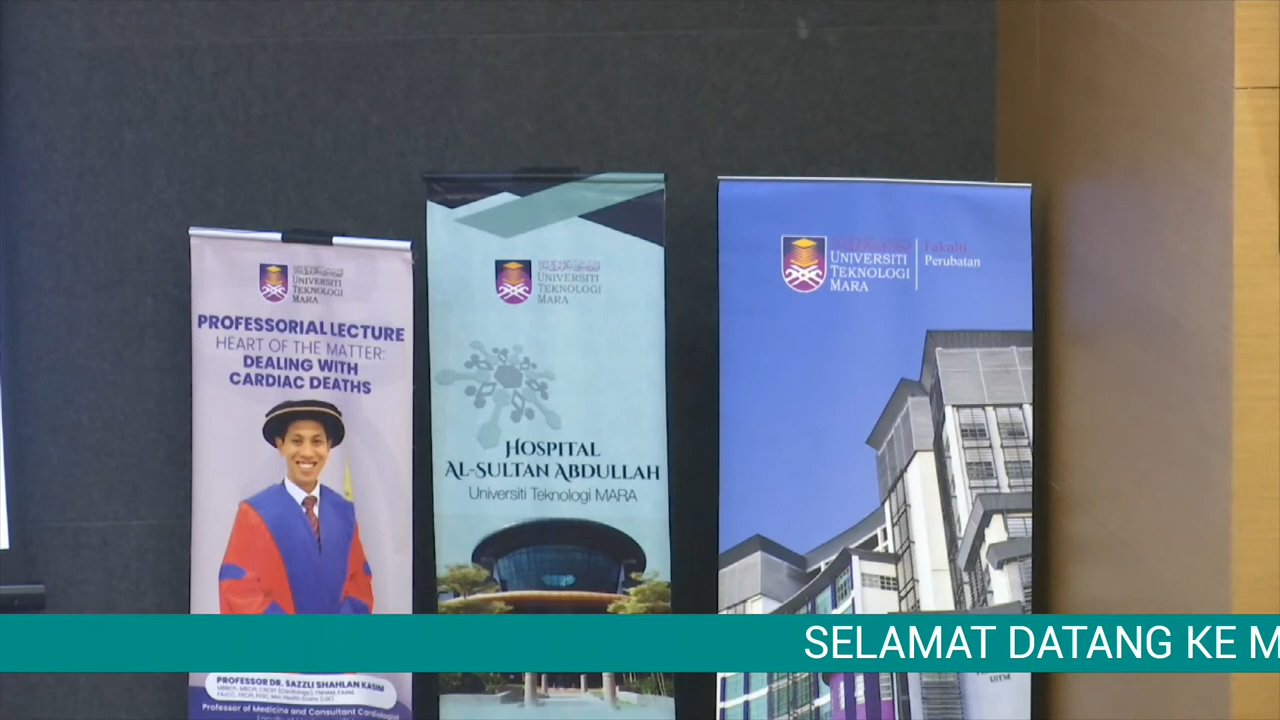 UNIVERSITI
TEKNOLOGI
MARA
PROFESSORIAL LECTURE
HEART OF THE MATTER:
DEALING WITH
CARDIAC DEATHS
PROFESSOR DR. SAZZLI SHAHLAN KASIM
Professor of Medicine and Consultant Cardiologist
UNIVERSITI
TEKNOLOGI
MARA
HOSPITAL
AL-SULTAN ABDULLAH
Universiti Teknologi MARA
UNIVERSITI
TEKNOLOGI
MARA
Fakulti
Perubatan
UiTM
SELAMAT DATANG KE M